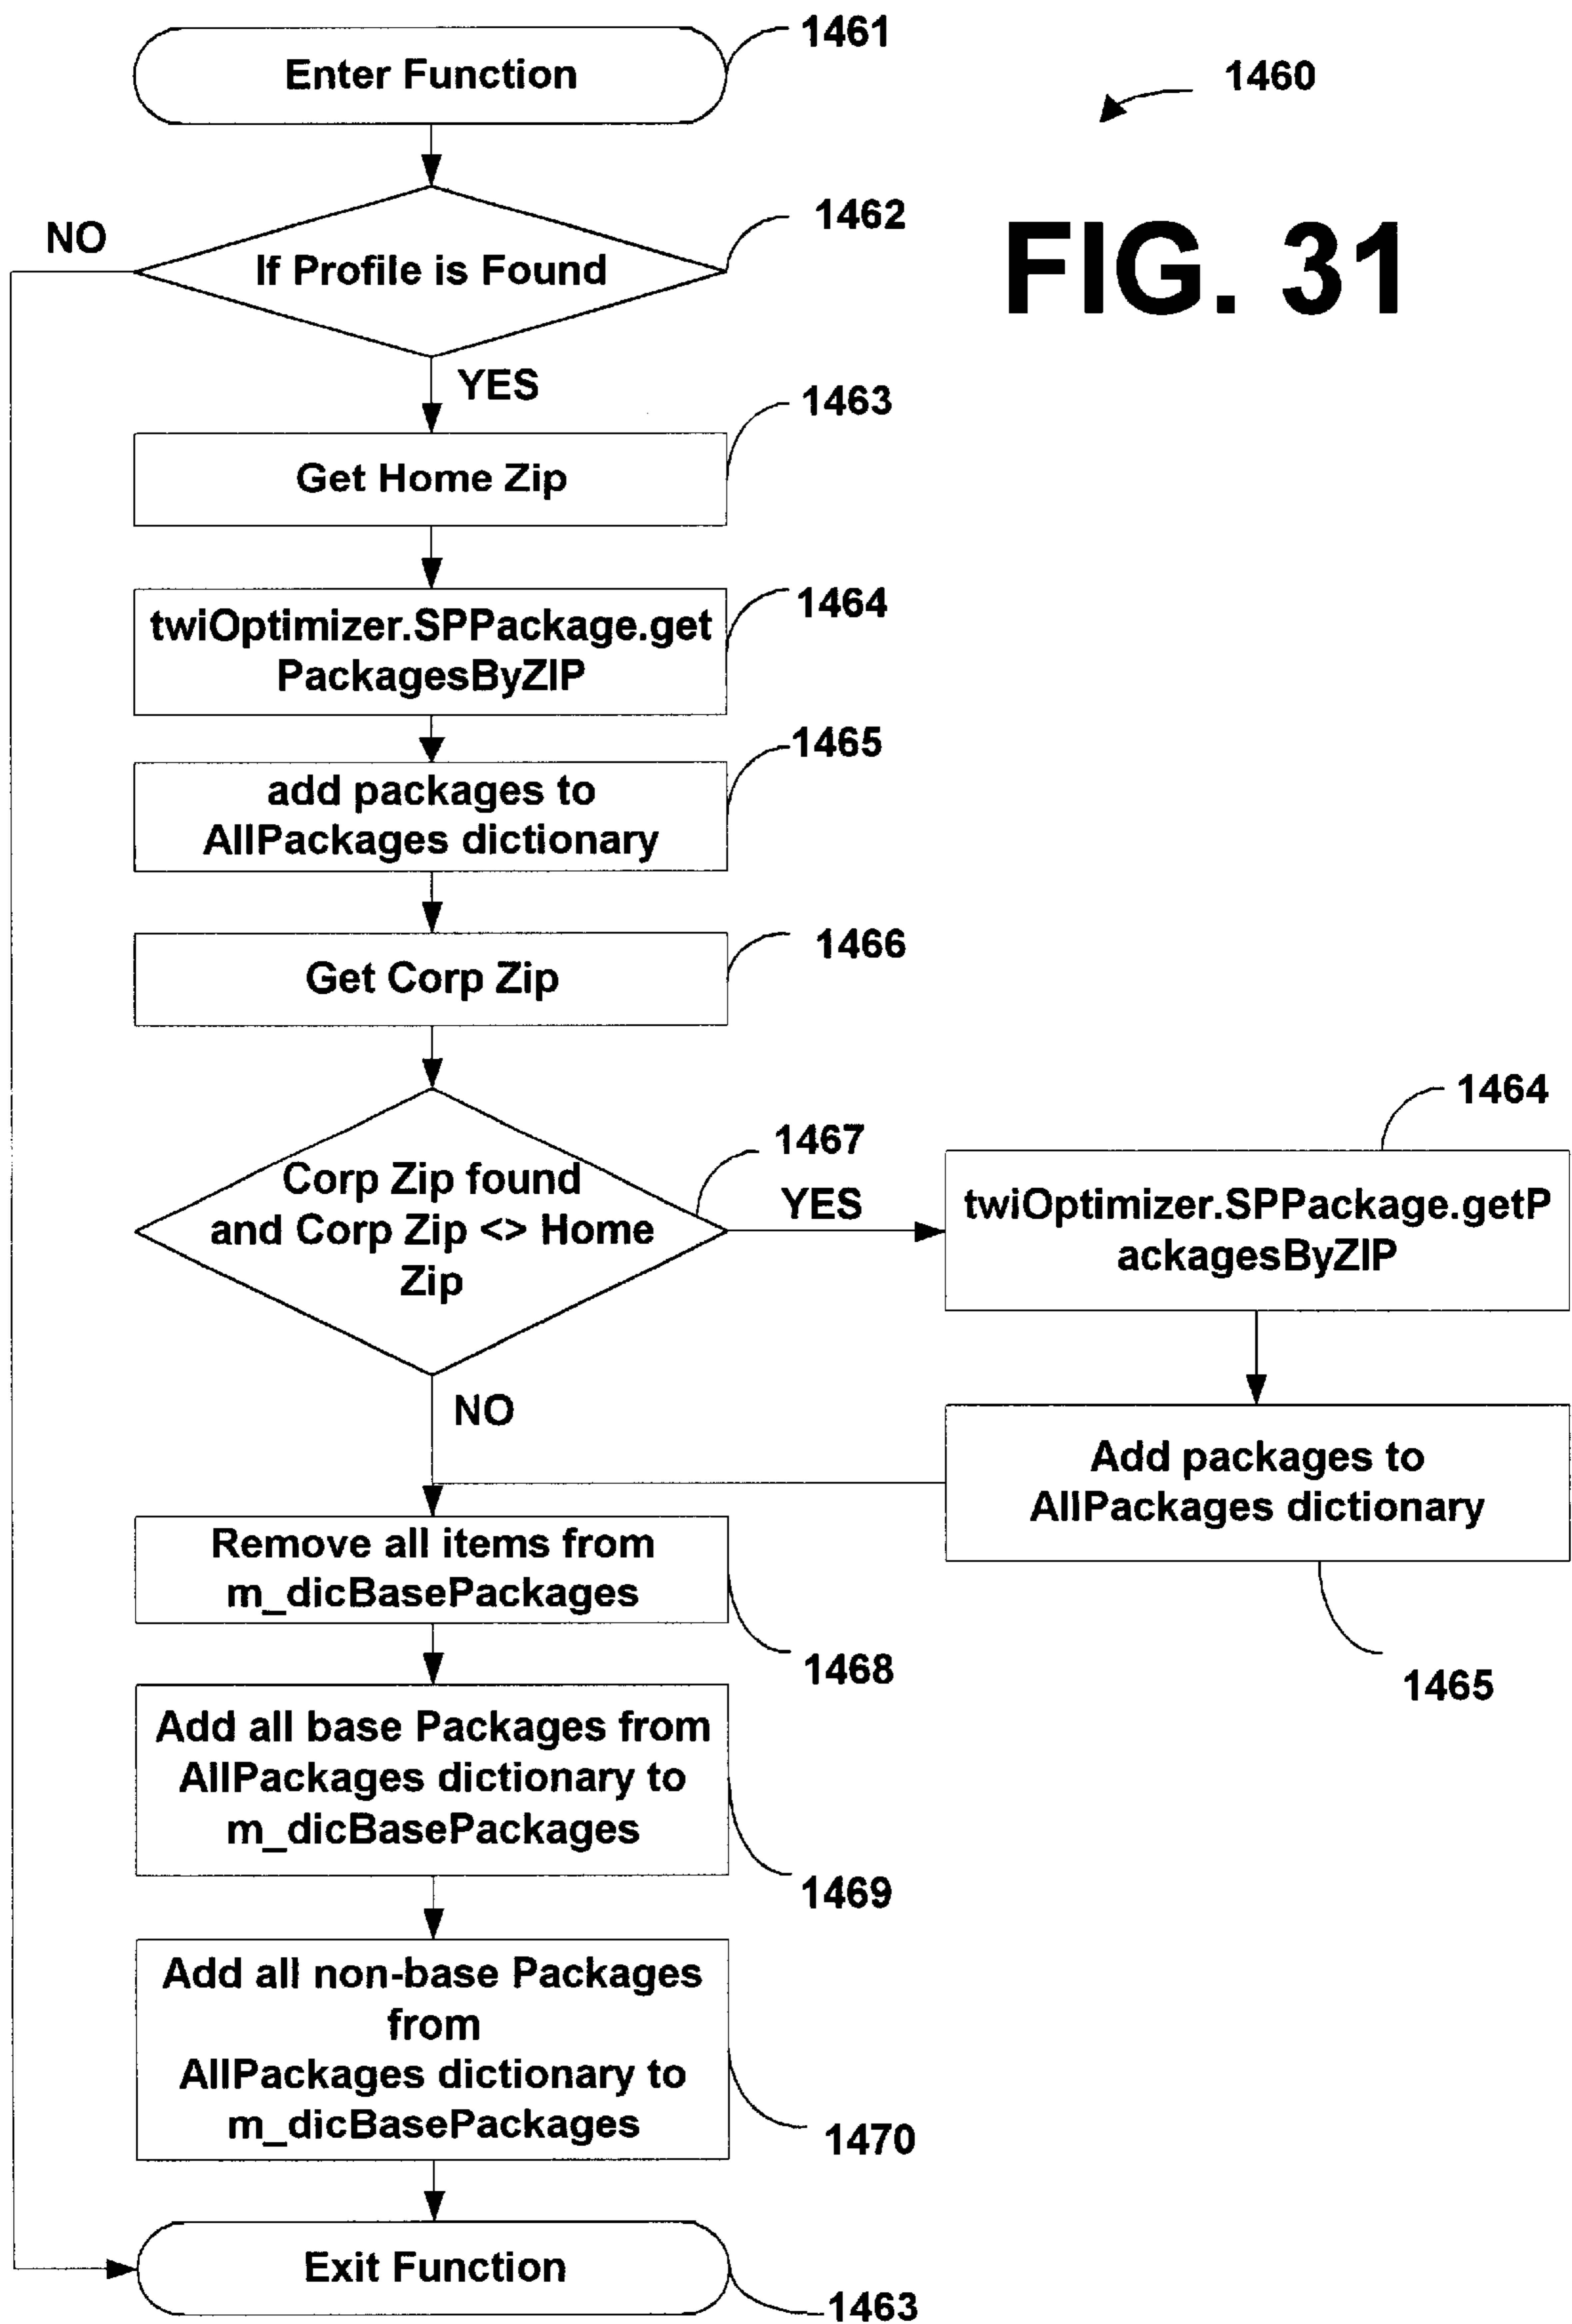 1461
Enter Function
1460
1462
NO
If Profile is Found
FIG. 31
YES
1463
Get Home Zip
1464
twiOptimizer.SPPackage.get
PackagesByZIP
1465
add packages to
AllPackages dictionary
1466
Get Corp Zip
1464
1467
Corp Zip found
and Corp Zip <> Home
Zip
YES
twiOptimizer.SPPackage.getP
ackagesByZIP
NO
Add packages to
AllPackages dictionary
1465
Remove all items from
m_dicBasePackages
1468
Add all base Packages from
AllPackages dictionary to
m_dicBasePackages
1469
Add all non-base Packages
from
AllPackages dictionary to
m_dicBasePackages
1470
Exit Function
1463